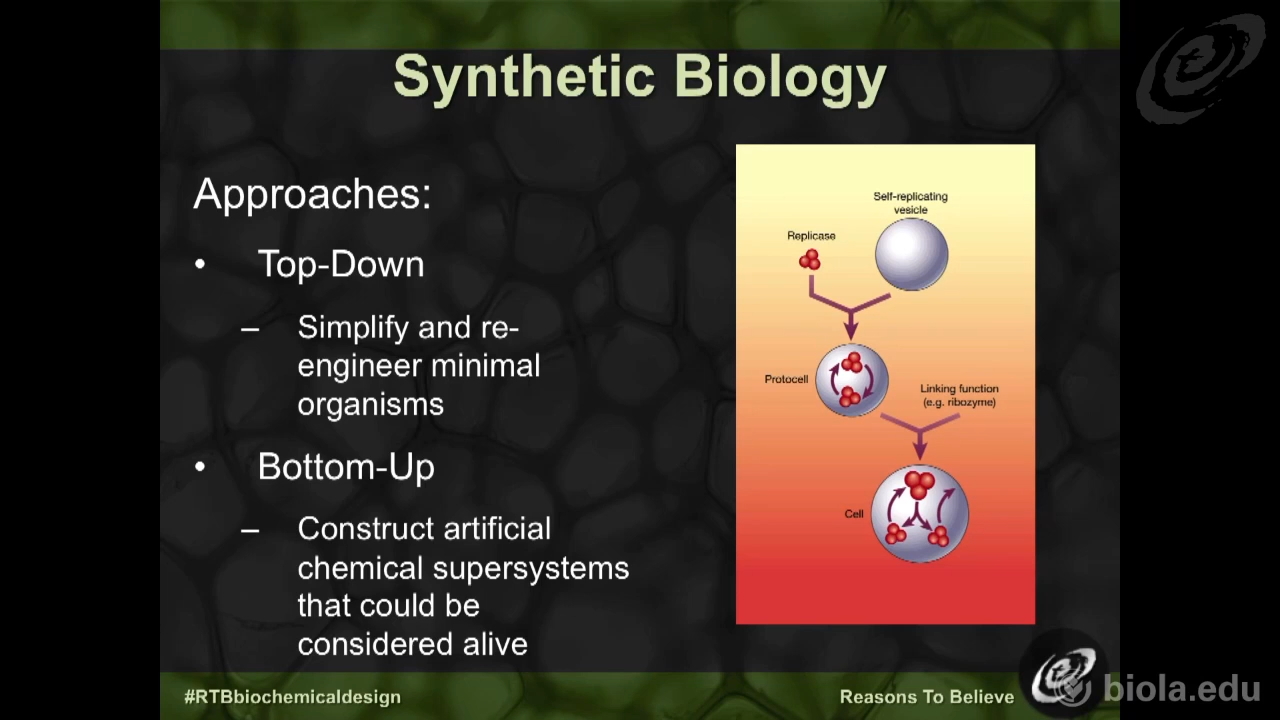 Synthetic Biology
Approaches:
• Top-Down
– Simplify and re-
engineer minimal
organisms
• Bottom-Up
– Construct artificial
chemical supersystems
that could be
considered alive
Self-replicating
vesicle
Replicase
Protocell
Linking function
(e.g. ribozyme)
Cell
#RTBbiochemicaldesign
Reasons To Believe
biola.edu